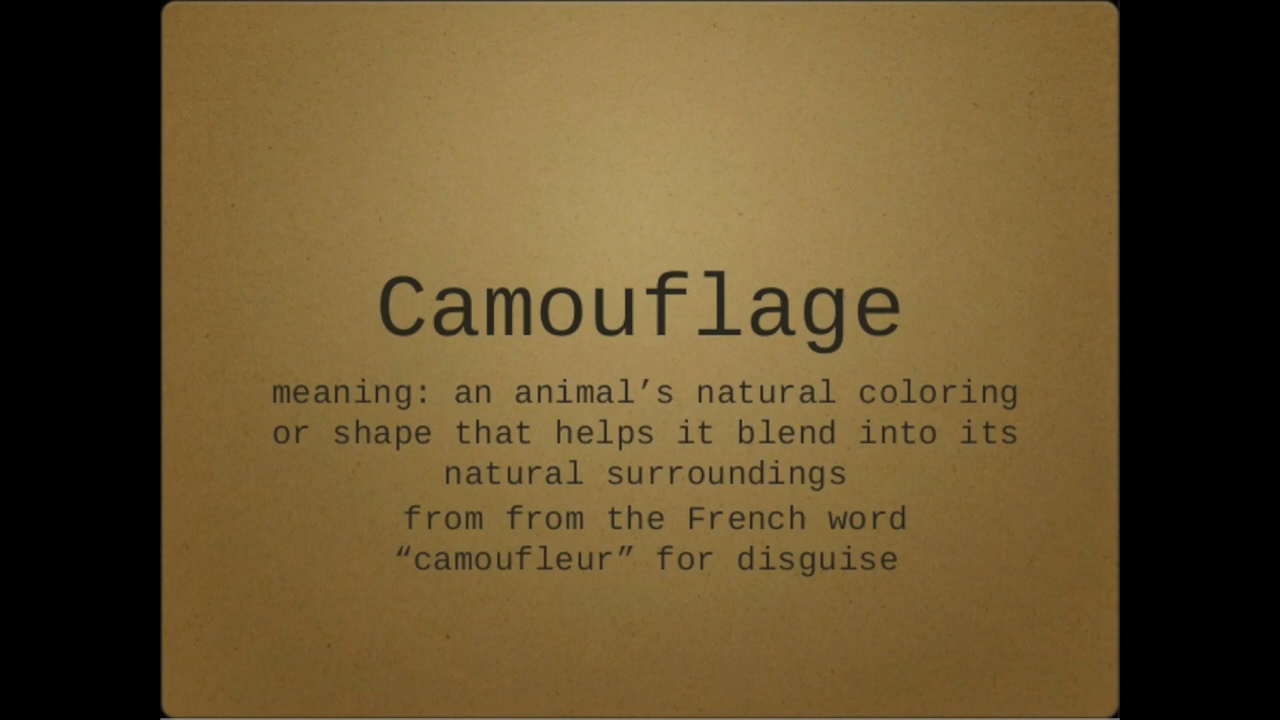 Camouflage
meaning: an animal’s natural coloring
or shape that helps it blend into its
natural surroundings
from from the French word
“camoufleur” for disguise